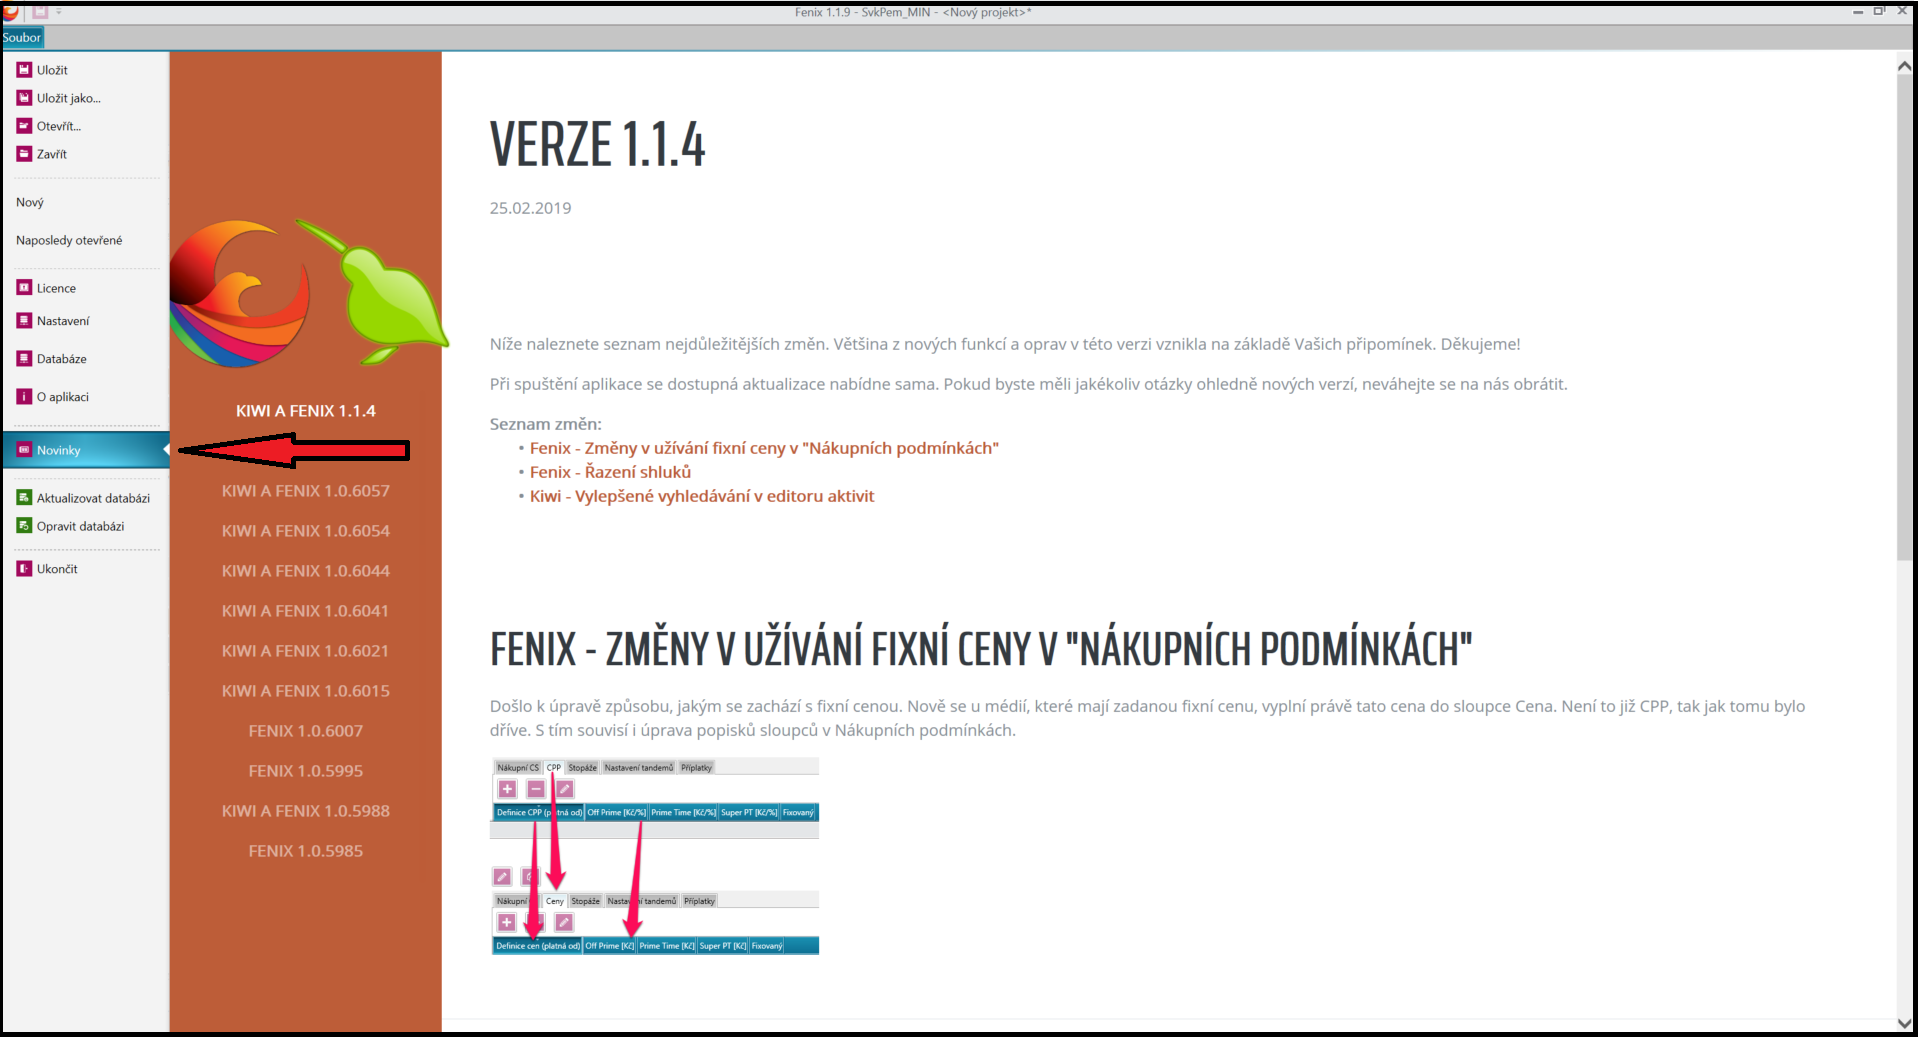 Fenix 1.1.9 - SvkPem_MIN - <Nový projekt>*
Soubor
Uložit
Uložit jako...
Otevřít...
Zavřít
Nový
Naposledy otevřené
Licence
Nastavení
Databáze
O aplikaci
Novinky
Aktualizovat databázi
Opravit databázi
Ukončit
KIWI A FENIX 1.1.4
KIWI A FENIX 1.0.6057
KIWI A FENIX 1.0.6054
KIWI A FENIX 1.0.6044
KIWI A FENIX 1.0.6041
KIWI A FENIX 1.0.6021
KIWI A FENIX 1.0.6015
FENIX 1.0.6007
FENIX 1.0.5995
KIWI A FENIX 1.0.5988
FENIX 1.0.5985
VERZE 1.1.4
25.02.2019
Níže naleznete seznam nejdůležitějších změn. Většina z nových funkcí a oprav v této verzi vznikla na základě Vašich připomínek. Děkujeme!
Při spuštění aplikace se dostupná aktualizace nabídne sama. Pokud byste měli jakékoliv otázky ohledně nových verzí, neváhejte se na nás obrátit.
Seznam změn:
• Fenix - Změny v užívání fixní ceny v "Nákupních podmínkách"
• Fenix - Řazení shluků
• Kiwi - Vylepšené vyhledávání v editoru aktivit
FENIX - ZMĚNY V UŽÍVÁNÍ FIXNÍ CENY V "NÁKUPNÍCH PODMÍNKÁCH"
Došlo k úpravě způsobu, jakým se zachází s fixní cenou. Nově se u médií, které mají zadanou fixní cenu, vyplní právě tato cena do sloupce Cena. Není to již CPP, tak jak tomu bylo
dříve. S tím souvisí i úprava popisků sloupců v Nákupních podmínkách.
Nákupní CS CPP Stopáže Nastavení tandemů Příplatky
Definice CPP (platná od) Off Prime [Kč/%] Prime Time [Kč/%] Super PT [Kč/%] Fixovaný
Nákupní Ceny Stopáže Nastavení tandemů Příplatky
Definice cen (platná od) Off Prime [Kč] Prime Time [Kč] Super PT [Kč] Fixovaný